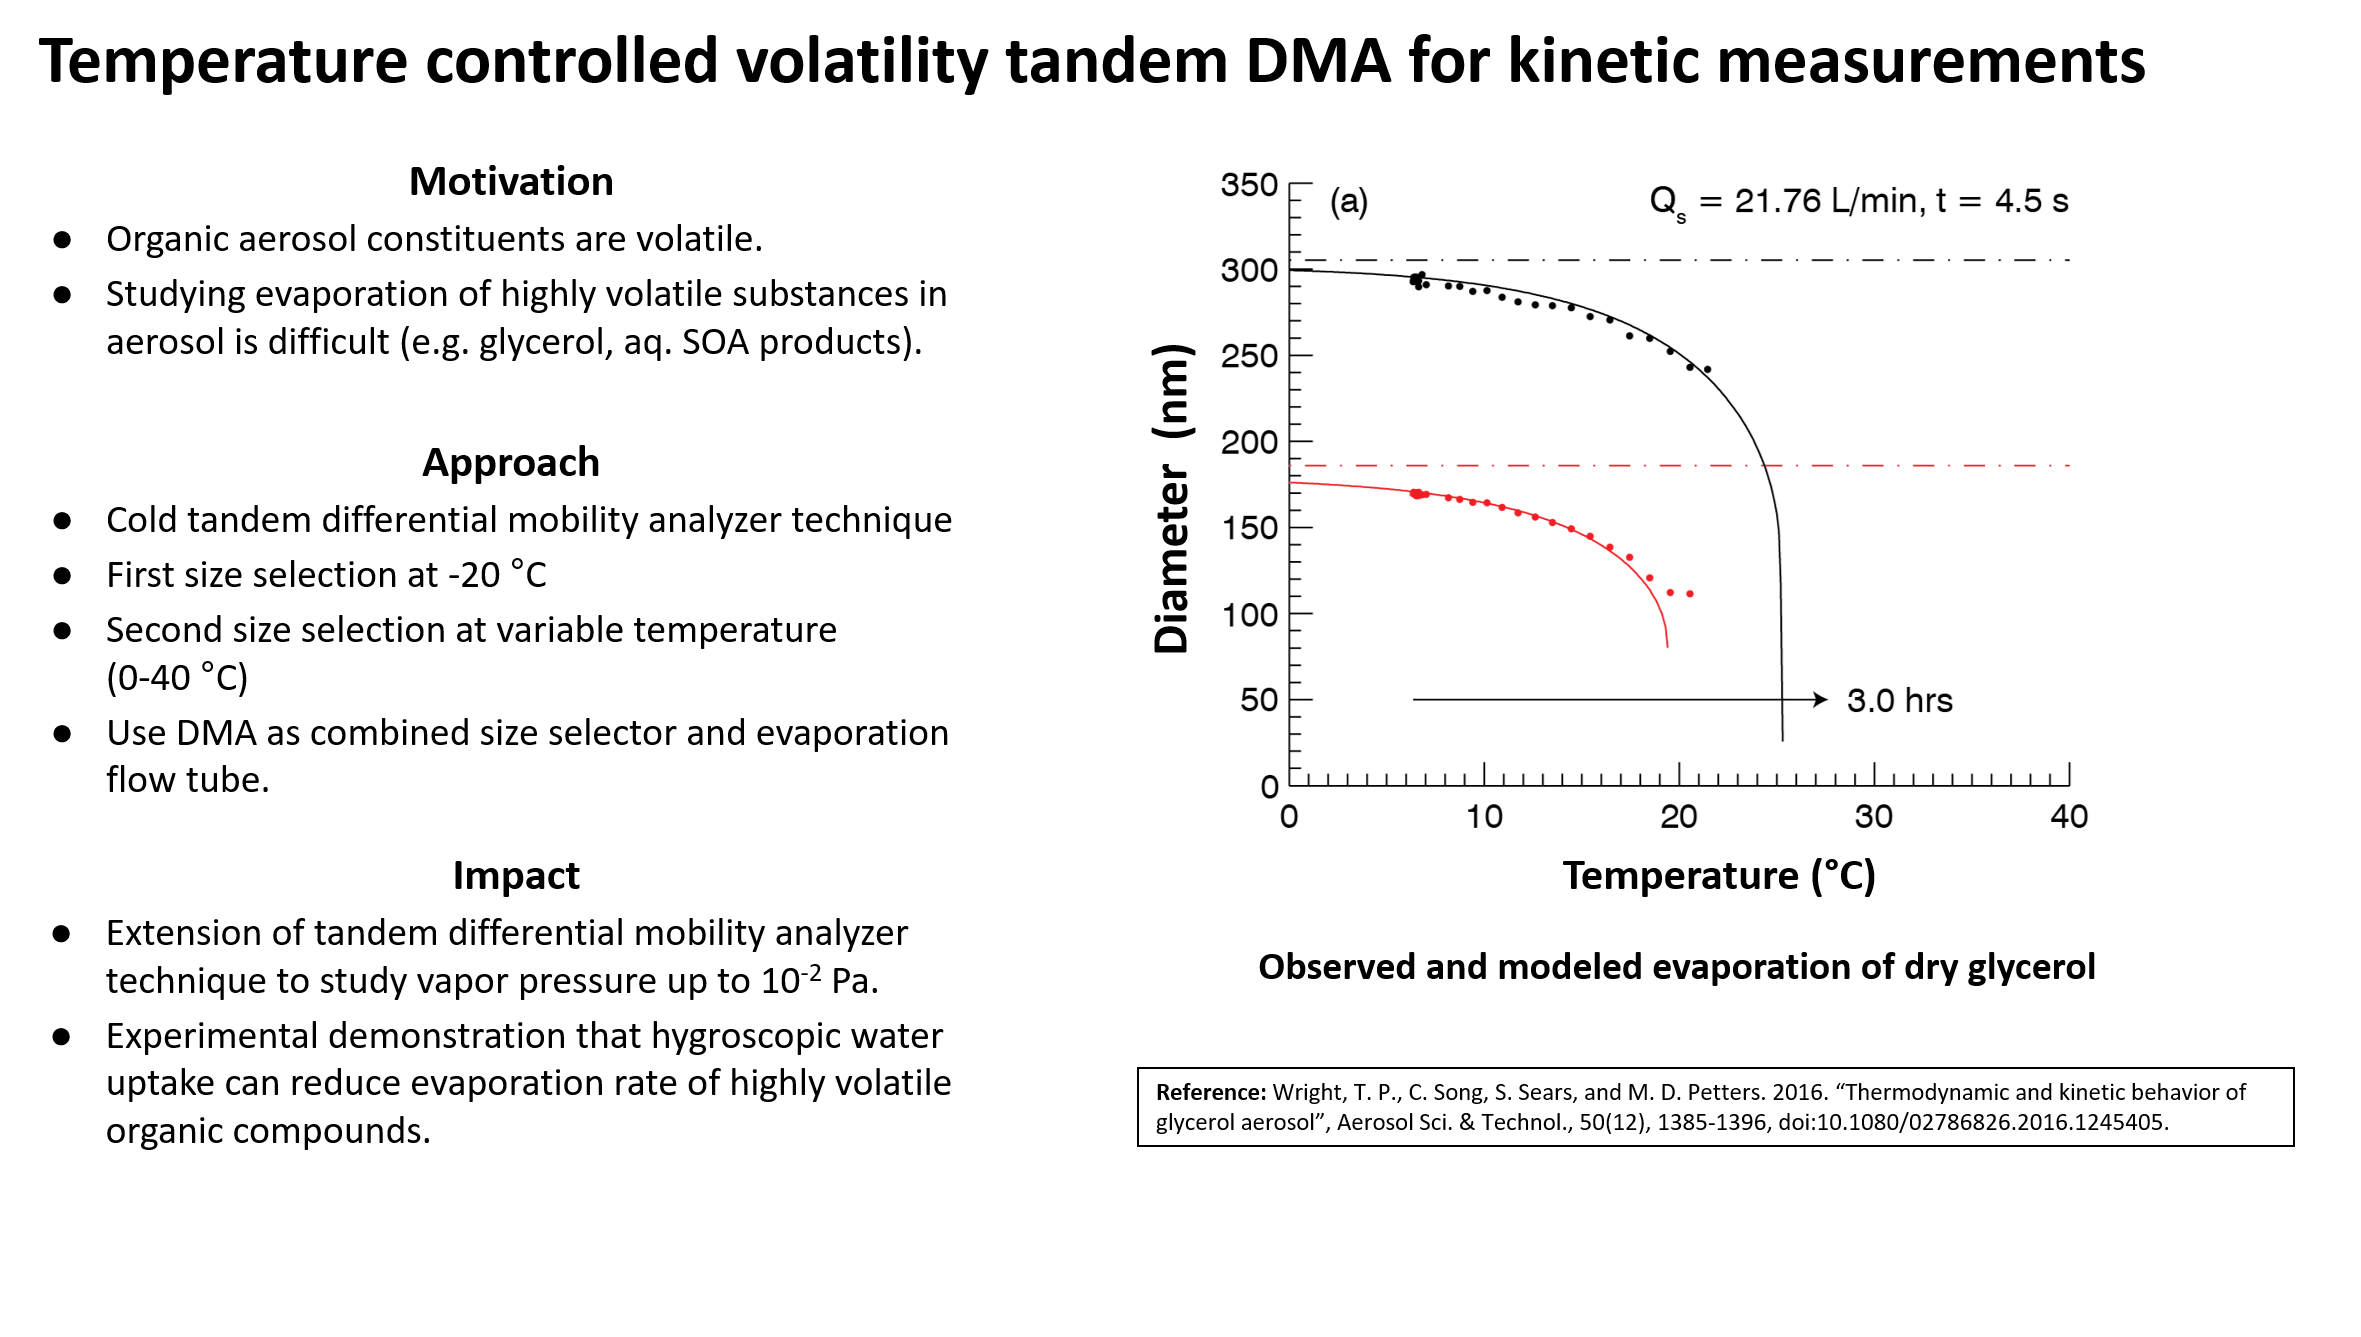 Temperature controlled volatility tandem DMA for kinetic measurements
Motivation
● Organic aerosol constituents are volatile.
● Studying evaporation of highly volatile substances in
aerosol is difficult (e.g. glycerol, aq. SOA products).
Approach
● Cold tandem differential mobility analyzer technique
● First size selection at -20 °C
● Second size selection at variable temperature
(0-40 °C)
● Use DMA as combined size selector and evaporation
flow tube.
Impact
● Extension of tandem differential mobility analyzer
technique to study vapor pressure up to 10⁻² Pa.
● Experimental demonstration that hygroscopic water
uptake can reduce evaporation rate of highly volatile
organic compounds.
(a)
Qₛ = 21.76 L/min, t = 4.5 s
Diameter (nm)
350
300
250
200
150
100
50
0
3.0 hrs
0 10 20 30 40
Temperature (°C)
Observed and modeled evaporation of dry glycerol
Reference: Wright, T. P., C. Song, S. Sears, and M. D. Petters. 2016. “Thermodynamic and kinetic behavior of
glycerol aerosol”, Aerosol Sci. & Technol., 50(12), 1385-1396, doi:10.1080/02786826.2016.1245405.